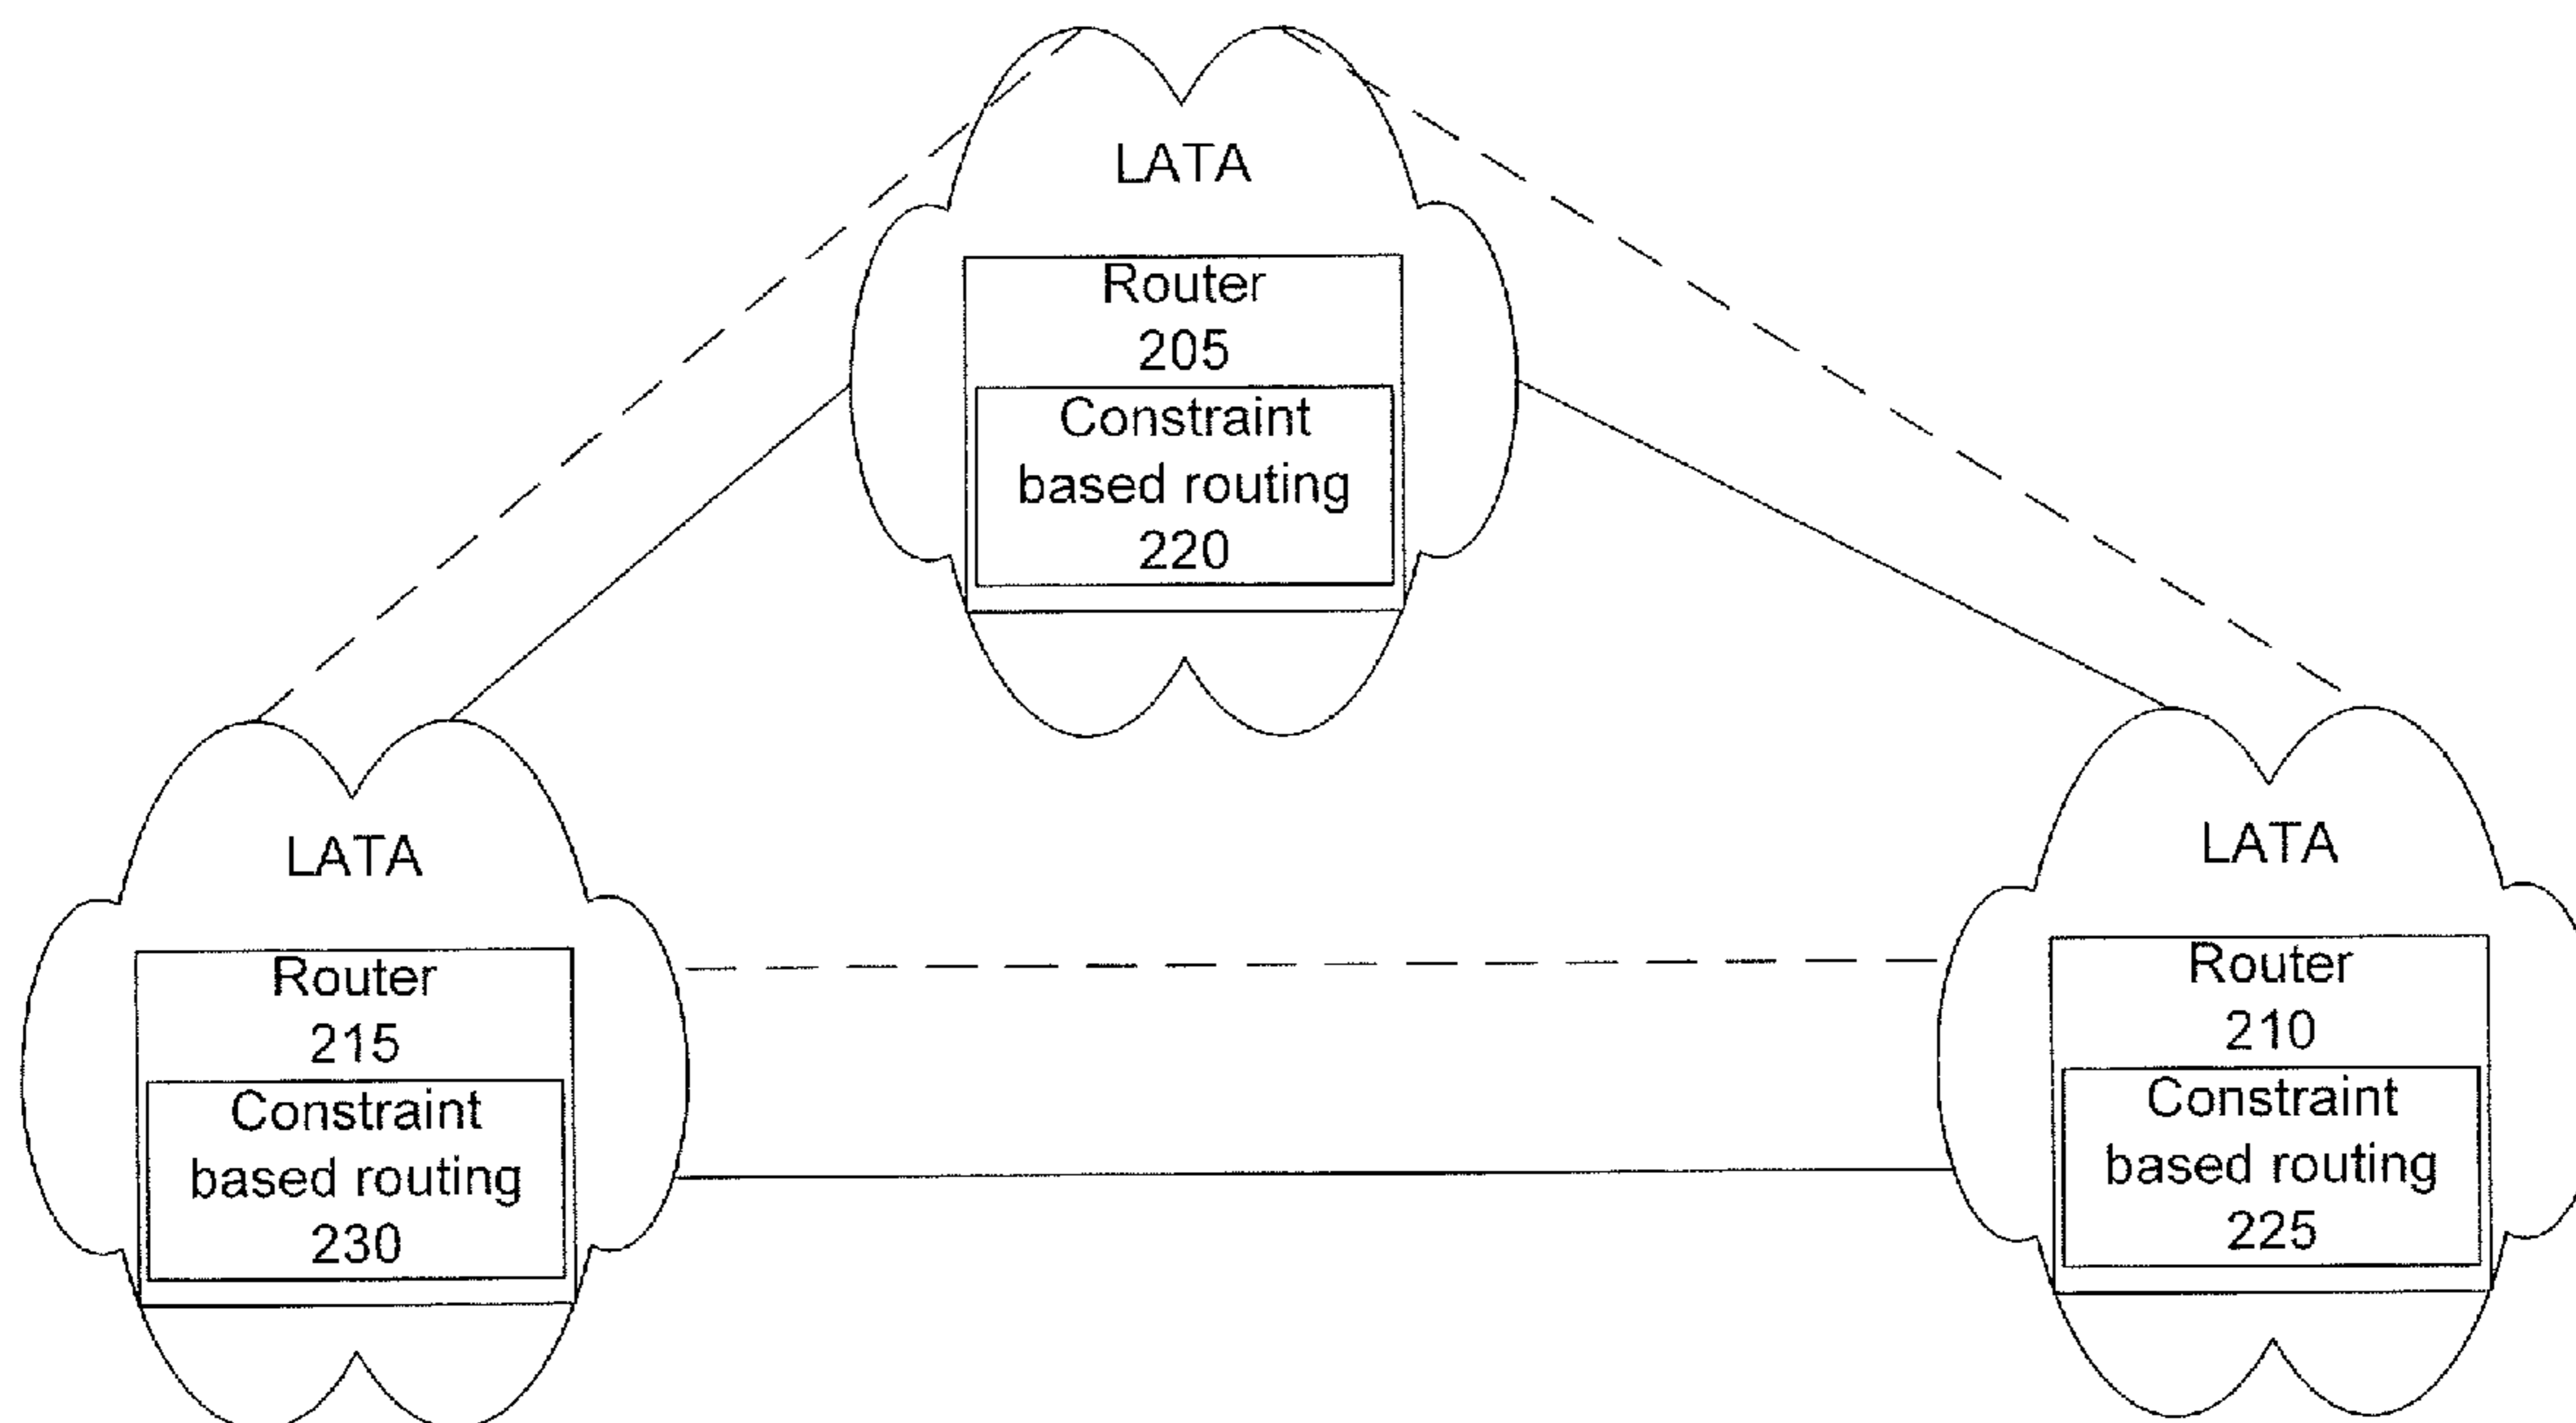 LATA
Router
205
Constraint
based routing
220
LATA
Router
215
Constraint
based routing
230
LATA
Router
210
Constraint
based routing
225